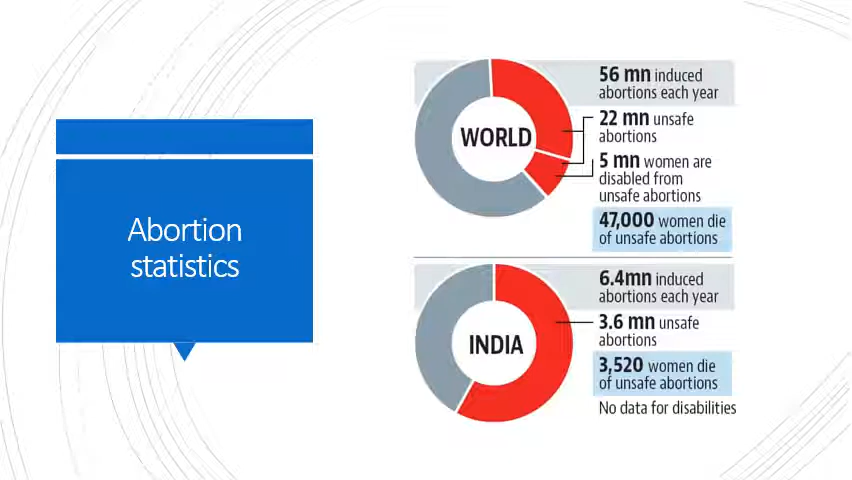 Abortion
statistics
WORLD
56 mn induced
abortions each year
22 mn unsafe
abortions
5 mn women are
disabled from
unsafe abortions
47,000 women die
of unsafe abortions
INDIA
6.4mn induced
abortions each year
3.6 mn unsafe
abortions
3,520 women die
of unsafe abortions
No data for disabilities